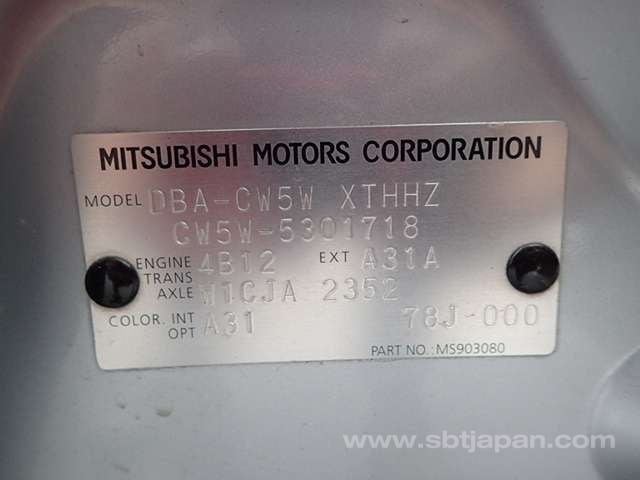 MITSUBISHI MOTORS CORPORATION
MODEL DBA-CW5W XTHHZ
CW5W-5301718
ENGINE 4B12 EXT A31A
TRANS
AXLE W1CJA 2352
COLOR. INT
OPT A31 78J-000
PART NO.:MS903080
www.sbtjapan.com